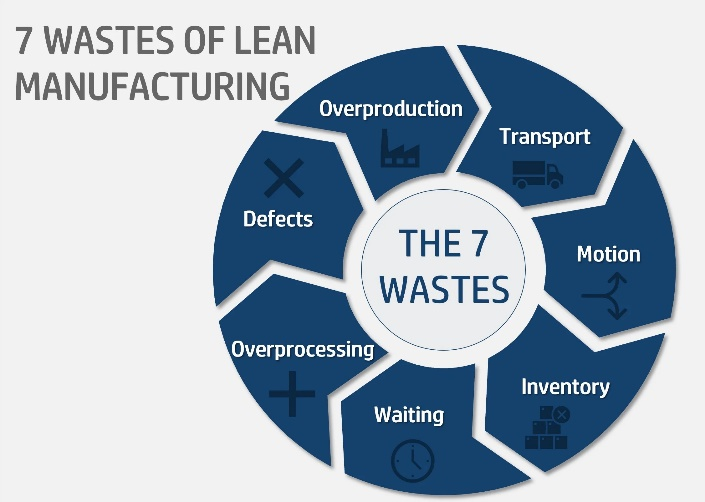 7 WASTES OF LEAN
MANUFACTURING
Overproduction
Transport
Motion
Inventory
Waiting
Overprocessing
Defects
THE 7
WASTES